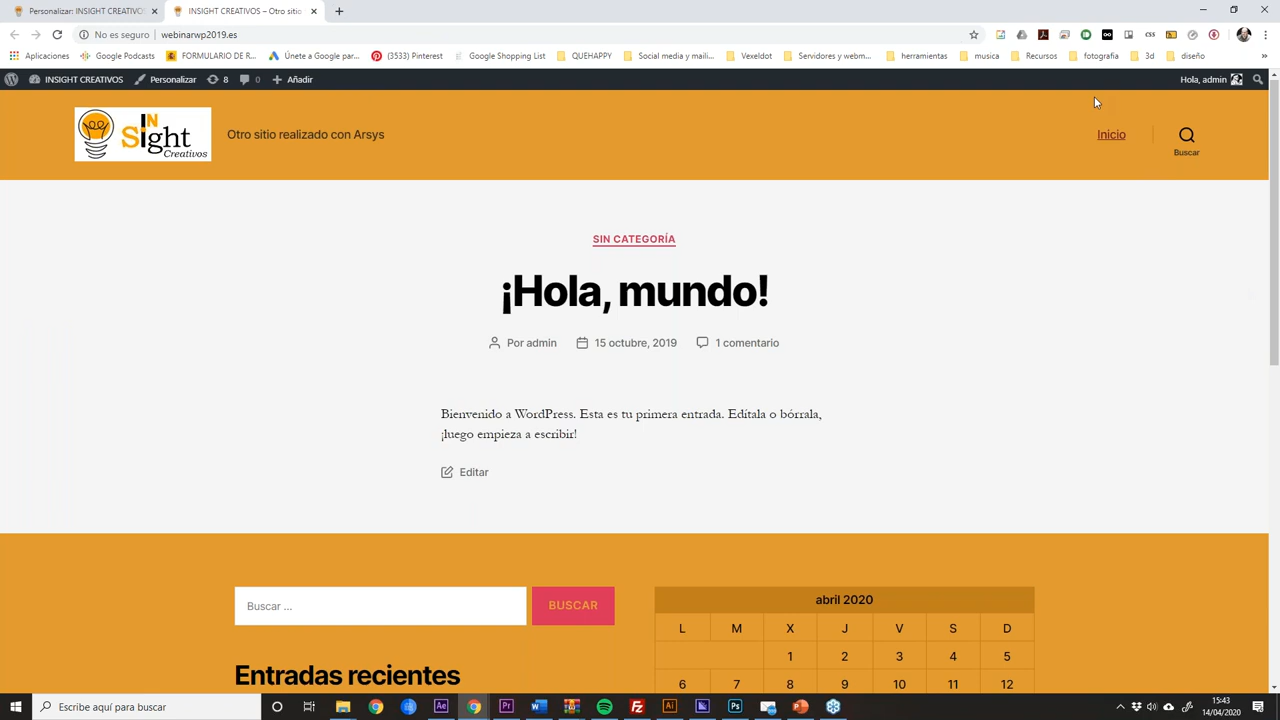 Personalizar: INSIGHT CREATIVOS
INSIGHT CREATIVOS – Otro sitio
No es seguro
webinarwp2019.es
Aplicaciones
Google Podcasts
FORMULARIO DE R...
Únete a Google par...
(3533) Pinterest
Google Shopping List
QUEHAPPY
Social media y maili...
Vexeldot
Servidores y webm...
herramientas
musica
Recursos
fotografia
3d
diseño
INSIGHT CREATIVOS
Personalizar
8
0
Añadir
Hola, admin
INSight
Creativos
Otro sitio realizado con Arsys
Inicio
Buscar
SIN CATEGORÍA
¡Hola, mundo!
Por admin
15 octubre, 2019
1 comentario
Bienvenido a WordPress. Esta es tu primera entrada. Edítala o bórrala,
¡luego empieza a escribir!
Editar
Buscar ...
BUSCAR
Entradas recientes
abril 2020
L M X J V S D
1 2 3 4 5
6 7 8 9 10 11 12
Escribe aquí para buscar
15:43
14/04/2020